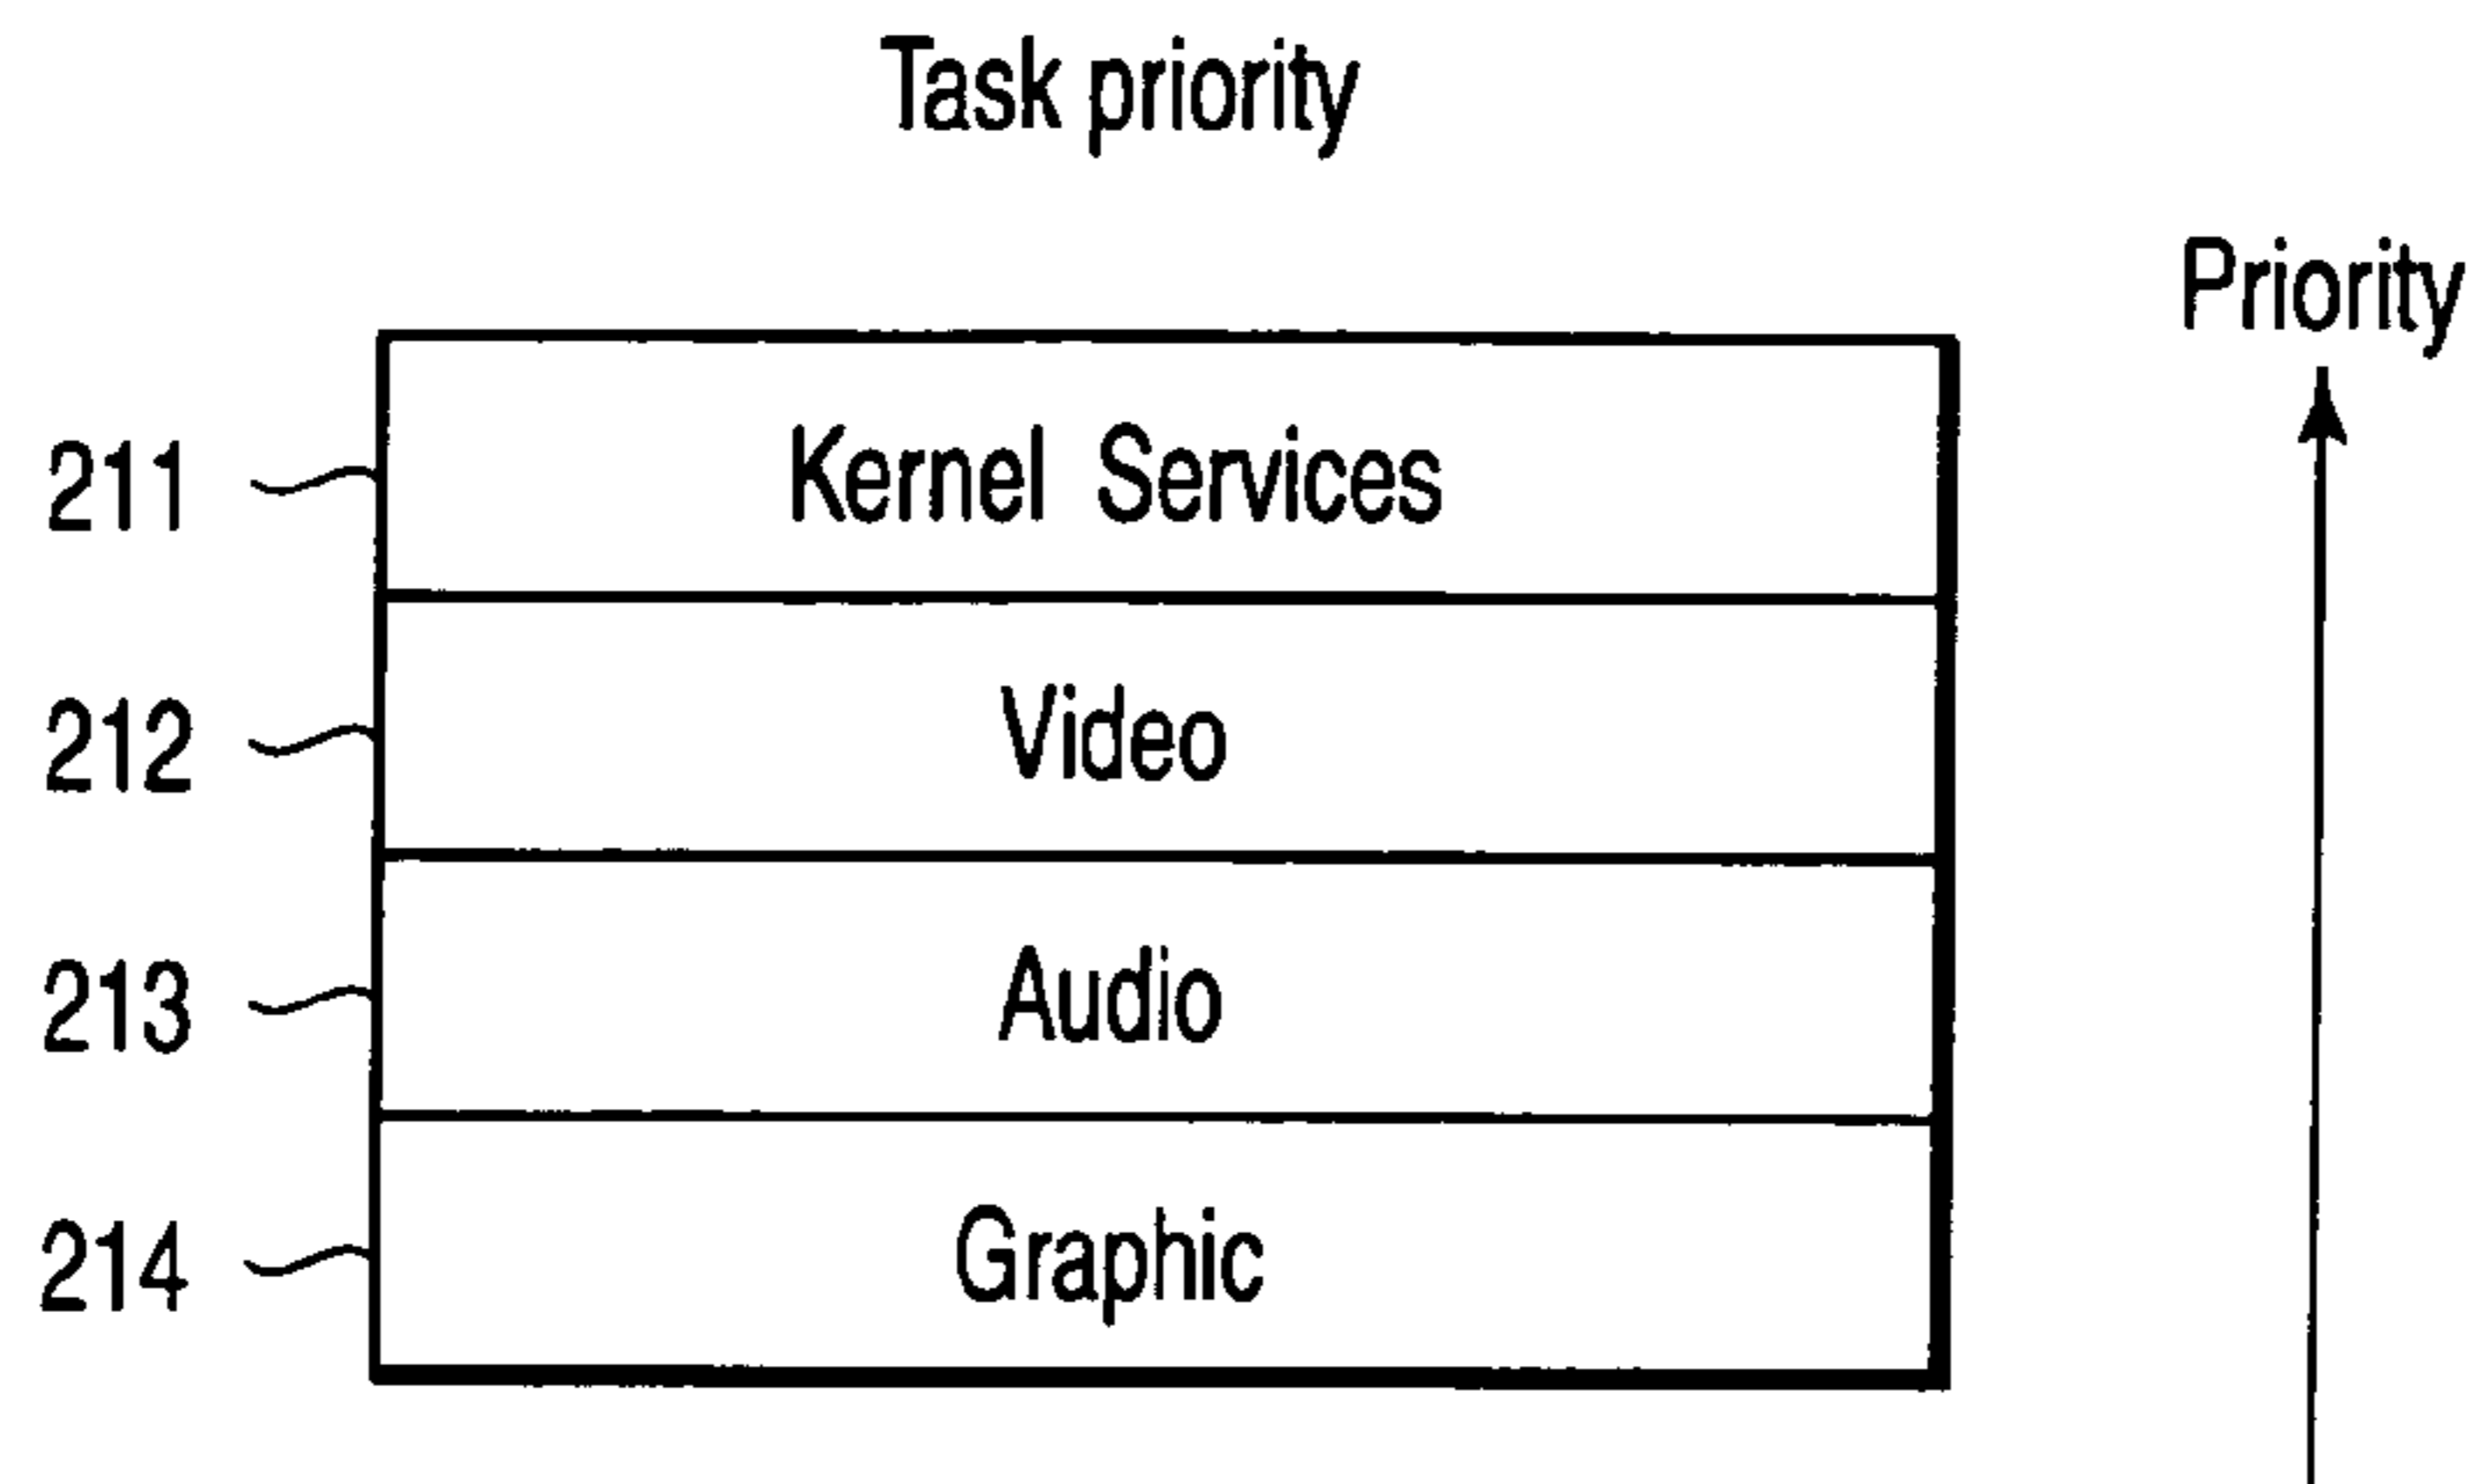 Task priority
Priority
211 Kernel Services
212 Video
213 Audio
214 Graphic